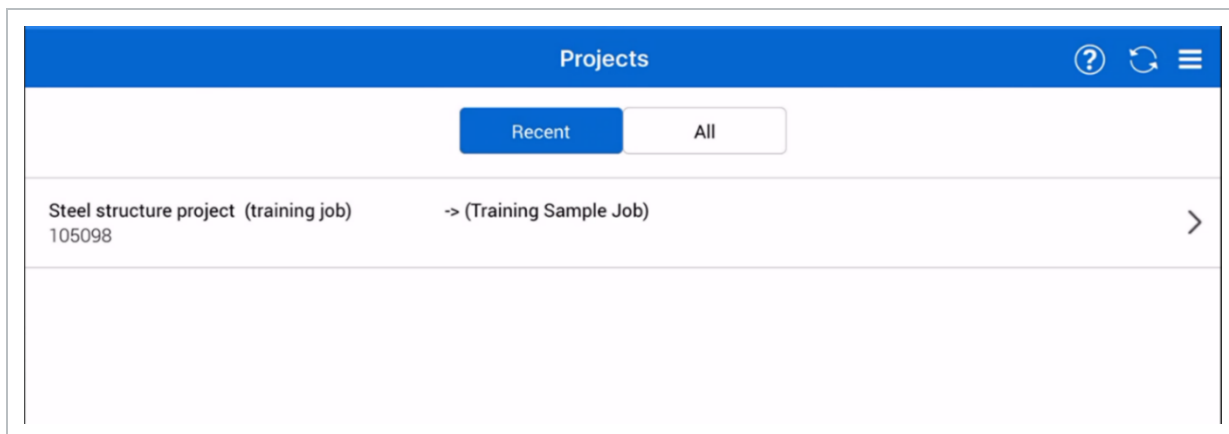 Projects
?
Recent All
Steel structure project (training job) -> (Training Sample Job)
105098